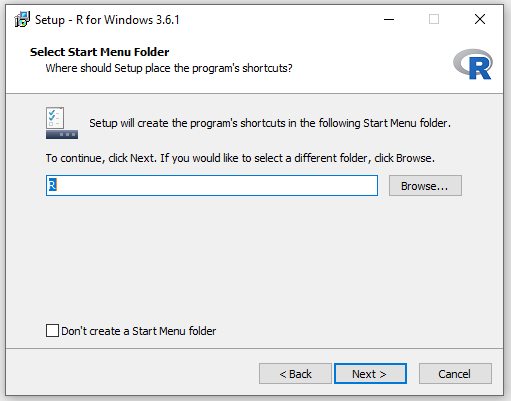 Setup - R for Windows 3.6.1
Select Start Menu Folder
Where should Setup place the program's shortcuts?
R
Setup will create the program's shortcuts in the following Start Menu folder.
To continue, click Next. If you would like to select a different folder, click Browse.
R
Browse...
Don't create a Start Menu folder
< Back
Next >
Cancel